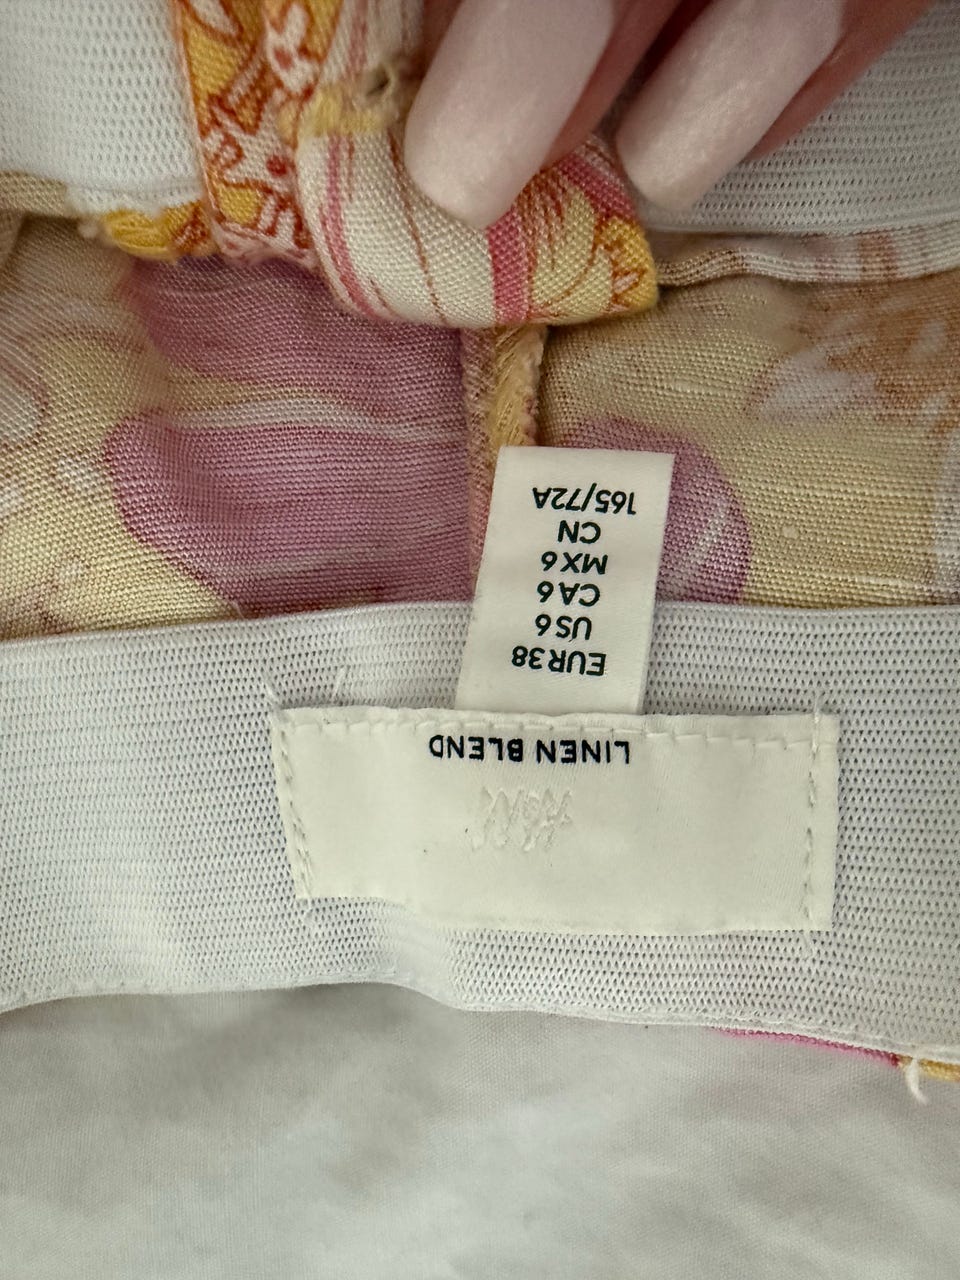 H&M
LINEN BLEND
EUR38
US6
CA6
MX6
CN
165/72A